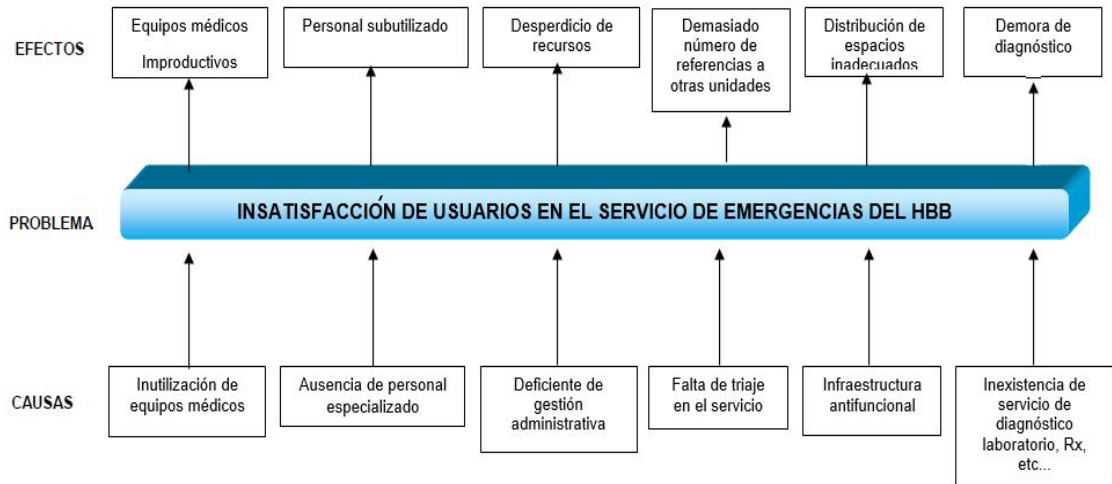 EFECTOS
Equipos médicos
Improductivos
Personal subutilizado
Desperdicio de
recursos
Demasiado
número de
referencias a
otras unidades
Distribución de
espacios
inadecuados
Demora de
diagnóstico
PROBLEMA
INSATISFACCIÓN DE USUARIOS EN EL SERVICIO DE EMERGENCIAS DEL HBB
CAUSAS
Inutilización de
equipos médicos
Ausencia de personal
especializado
Deficiente de
gestión
administrativa
Falta de triaje
en el servicio
Infraestructura
antifuncional
Inexistencia de
servicio de
diagnóstico
laboratorio, Rx,
etc...